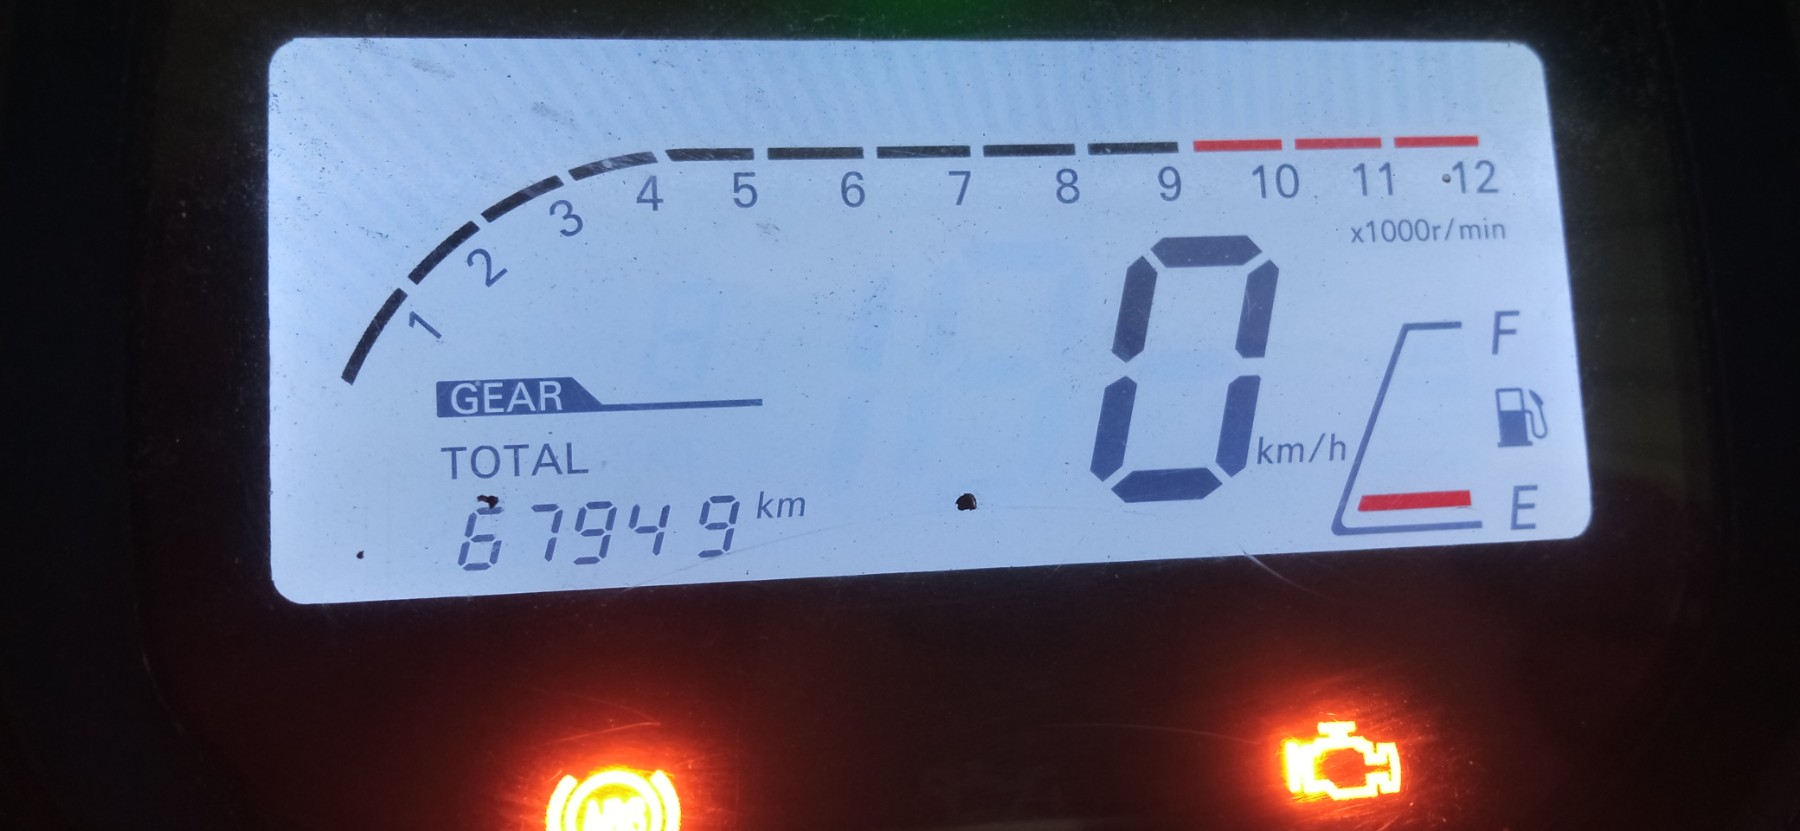 1 2 3 4 5 6 7 8 9 10 11 12
x1000r/min
GEAR
TOTAL
67949 km
0 km/h
F
E
ABS